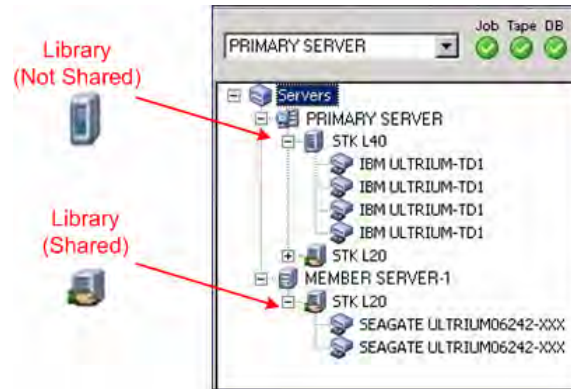 Library
(Not Shared)
Library
(Shared)
Job Tape DB
PRIMARY SERVER
Servers
PRIMARY SERVER
STK L40
IBM ULTRIUM-TD1
IBM ULTRIUM-TD1
IBM ULTRIUM-TD1
IBM ULTRIUM-TD1
STK L20
MEMBER SERVER-1
STK L20
SEAGATE ULTRIUM06242-XXX
SEAGATE ULTRIUM06242-XXX